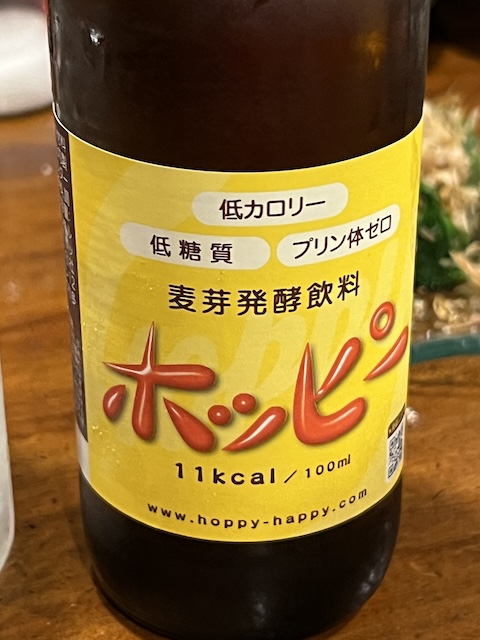 低カロリー
低糖質
プリン体ゼロ
麦芽発酵飲料
ホッピー
11kcal/100ml
www.hoppy-happy.com